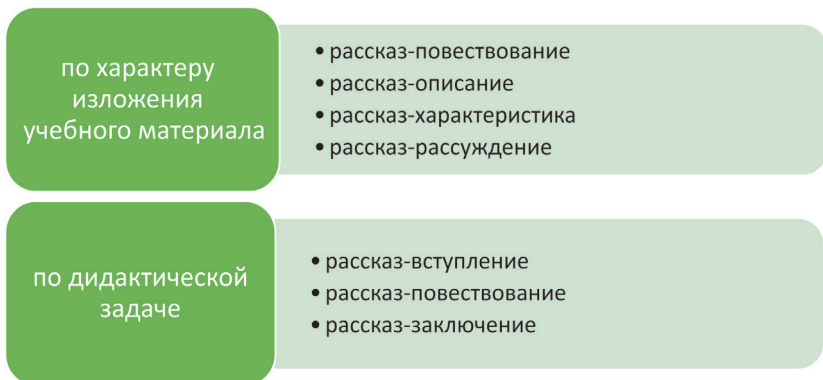 по характеру
изложения
учебного материала
• рассказ-повествование
• рассказ-описание
• рассказ-характеристика
• рассказ-рассуждение
по дидактической
задаче
• рассказ-вступление
• рассказ-повествование
• рассказ-заключение